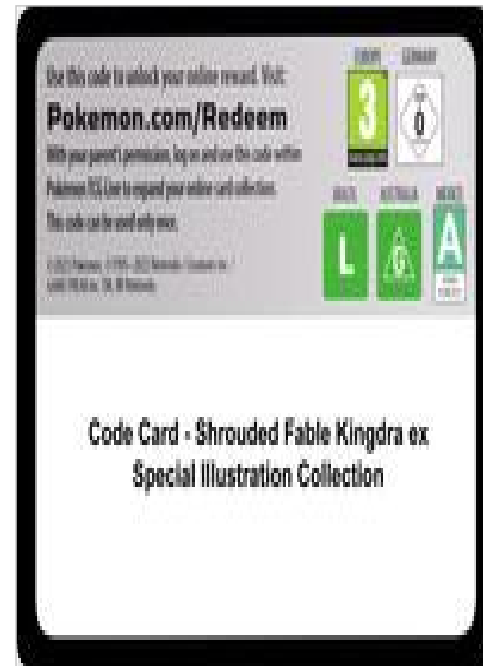 Use this code to unlock your online reward. Visit:
Pokemon.com/Redeem
With your parent's permission, log on and use this code within
Pokémon TCG Live to expand your online card collection.
This code can be used only once.
EUROPE GERMANY
3
0
BRAZIL AUSTRALIA MEXICO
L
G
A
Code Card - Shrouded Fable Kingdra ex
Special Illustration Collection